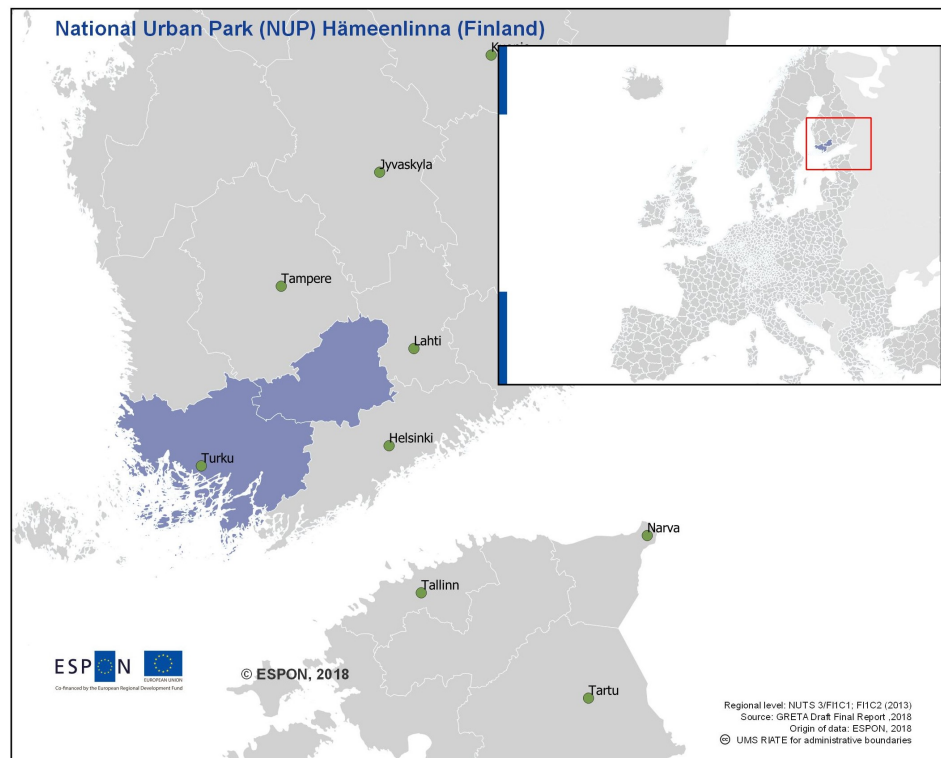 National Urban Park (NUP) Hämeenlinna (Finland)
Jyvaskyla
Tampere
Lahti
Helsinki
Turku
Narva
Tallinn
Tartu
ESPON
EUROPEAN UNION
Co-financed by the European Regional Development Fund
© ESPON, 2018
Regional level: NUTS 3/FI1C1; FI1C2 (2013)
Source: GRETA Draft Final Report ,2018
Origin of data: ESPON, 2018
UMS RIATE for administrative boundaries